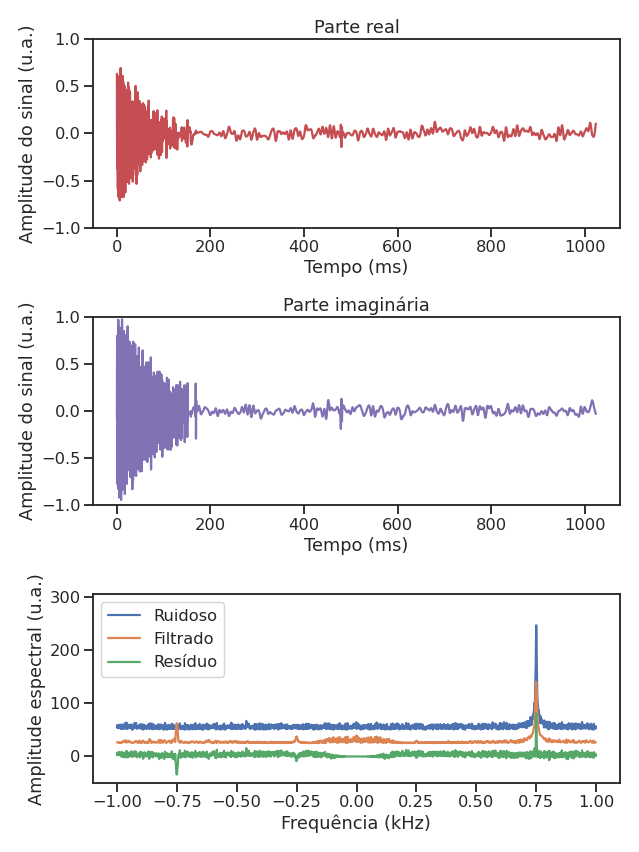 Parte real
Amplitude do sinal (u.a.)
1.0
0.5
0.0
−0.5
−1.0
0 200 400 600 800 1000
Tempo (ms)
Parte imaginária
Amplitude do sinal (u.a.)
1.0
0.5
0.0
−0.5
−1.0
0 200 400 600 800 1000
Tempo (ms)
Amplitude espectral (u.a.)
300
200
100
0
Ruidoso
Filtrado
Resíduo
−1.00 −0.75 −0.50 −0.25 0.00 0.25 0.50 0.75 1.00
Frequência (kHz)